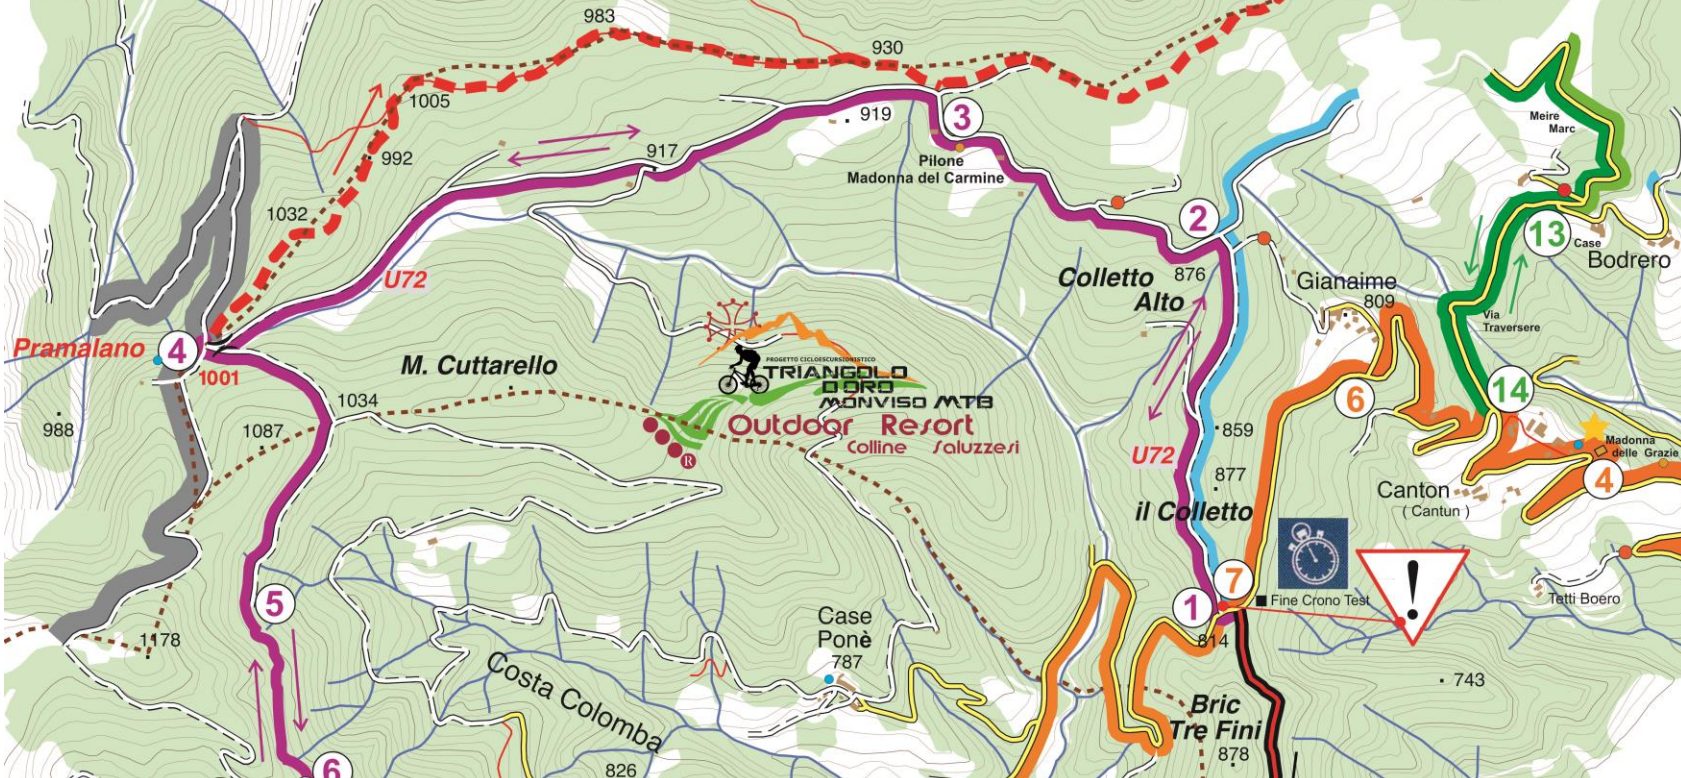 983
930
1005
919
3
917
992
Pilone
Madonna del Carmine
Meire
Marc
1032
2
13
Case
Bodrero
U72
876
Colletto
Alto
Gianaime
809
Via
Traversere
Pramalano
4
1001
M. Cuttarello
PROGETTO CICLOESCURSIONISTICO
TRIANGOLO
D'ORO
MONVISO MTB
Outdoor Resort
Colline Saluzzesi
®
6
14
1034
988
1087
859
U72
877
Madonna
delle Grazie
4
Canton
( Cantun )
il Colletto
7
1
Fine Crono Test
!
Tetti Boero
5
Case
Ponè
787
814
1178
743
Costa Colomba
Bric
Tre Fini
878
6
826